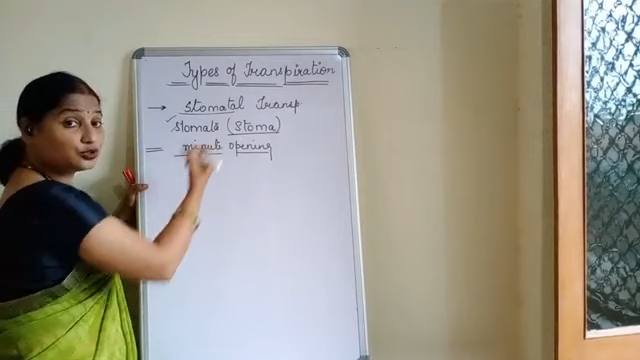 Types of Transpiration
→ Stomatal Transp.
✓ Stomata (Stoma)
= minute opening